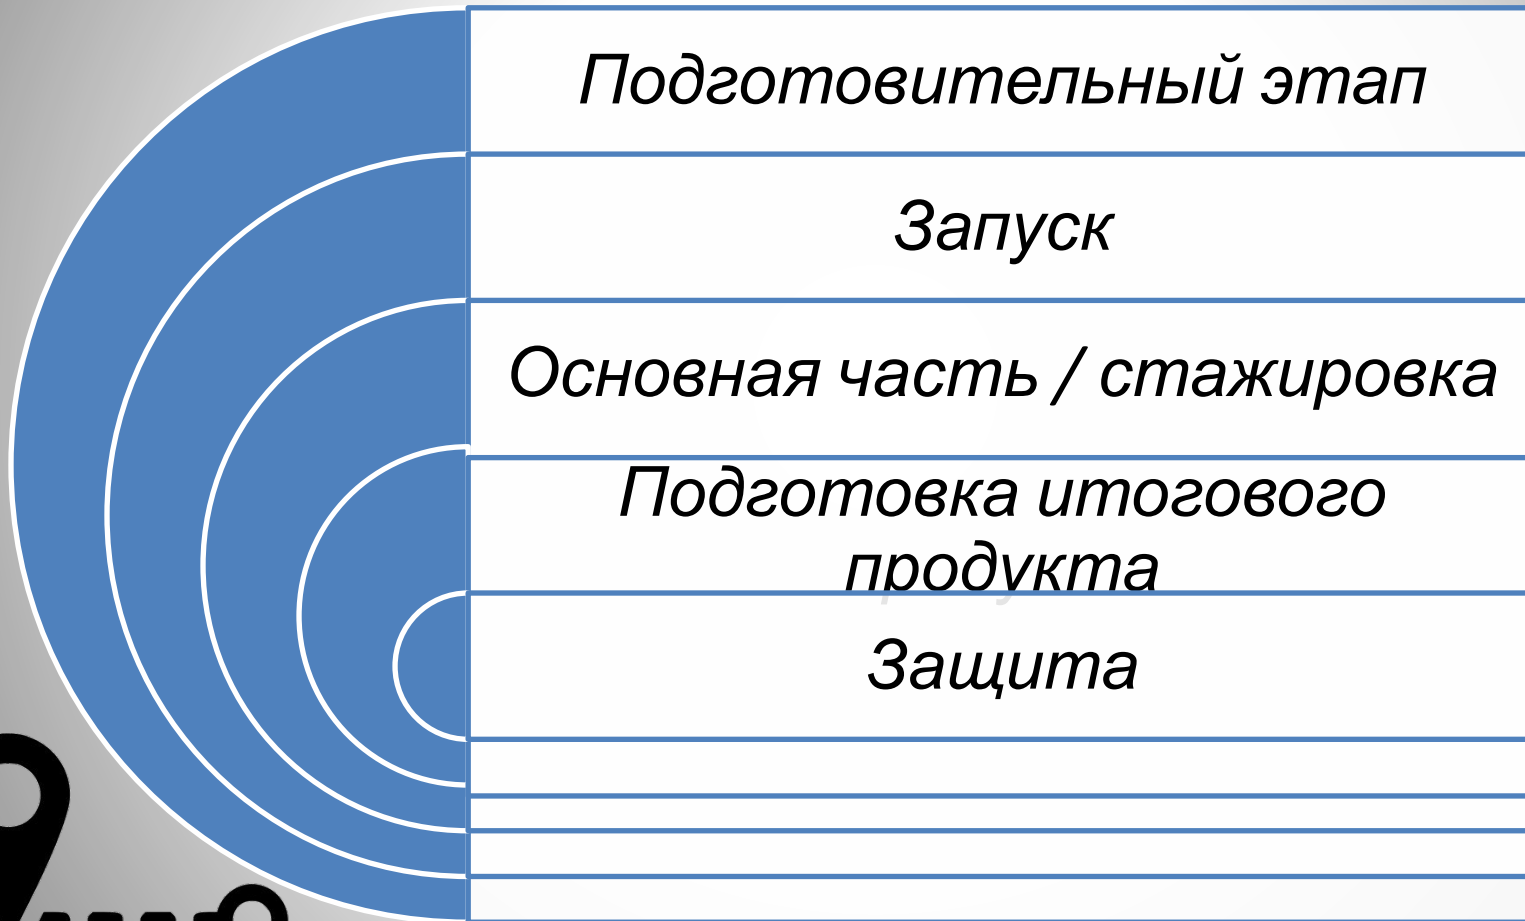 Подготовительный этап
Запуск
Основная часть / стажировка
Подготовка итогового
продукта
Защита